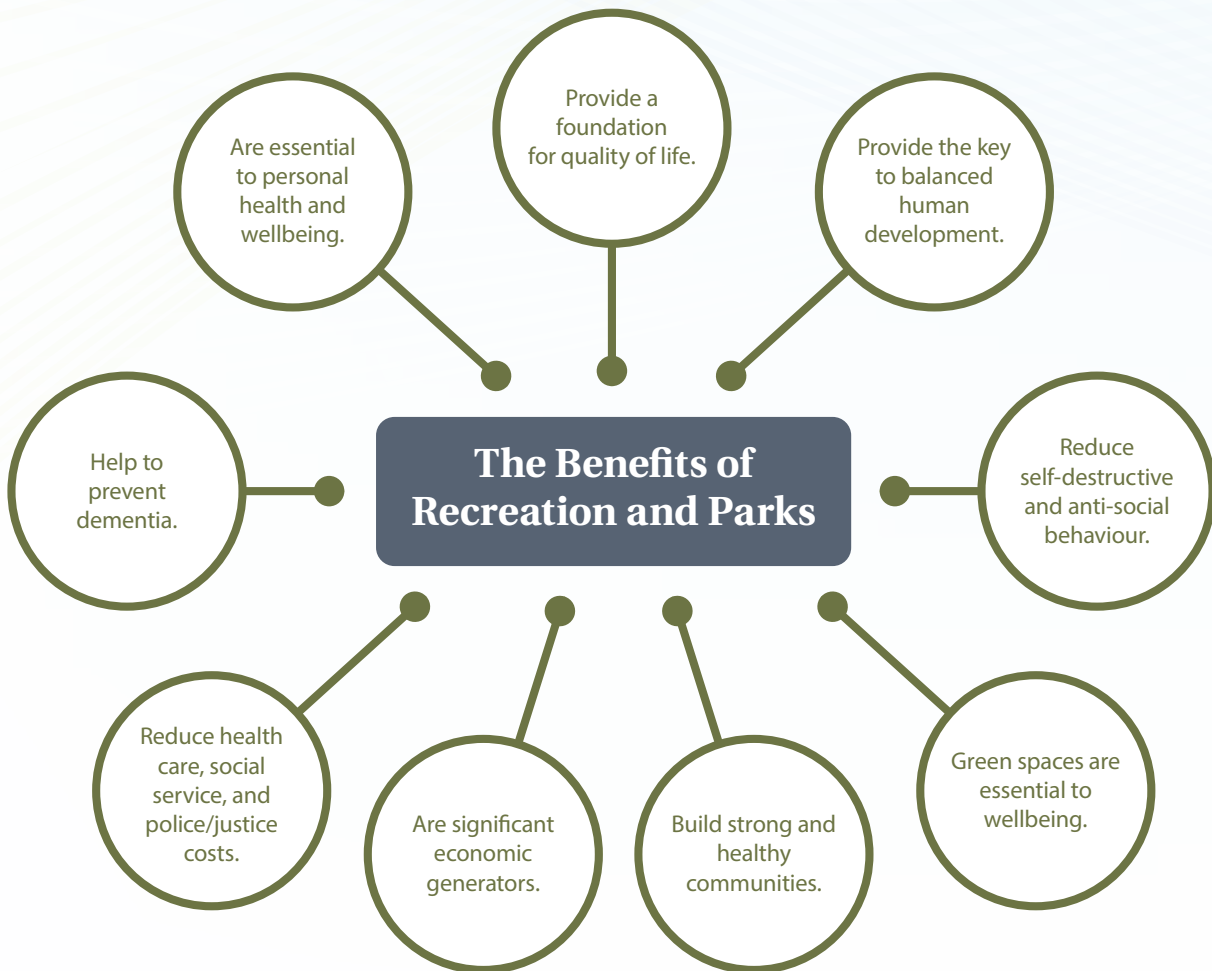 Provide a
foundation
for quality of life.
Are essential
to personal
health and
wellbeing.
Provide the key
to balanced
human
development.
Help to
prevent
dementia.
The Benefits of
Recreation and Parks
Reduce
self-destructive
and anti-social
behaviour.
Reduce health
care, social
service, and
police/justice
costs.
Are significant
economic
generators.
Build strong and
healthy
communities.
Green spaces are
essential to
wellbeing.